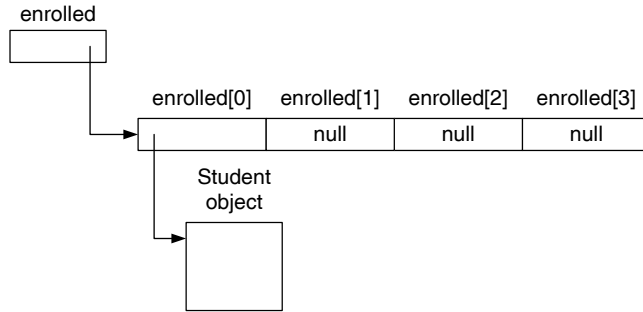 enrolled
enrolled[0] enrolled[1] enrolled[2] enrolled[3]
null null null
Student
object